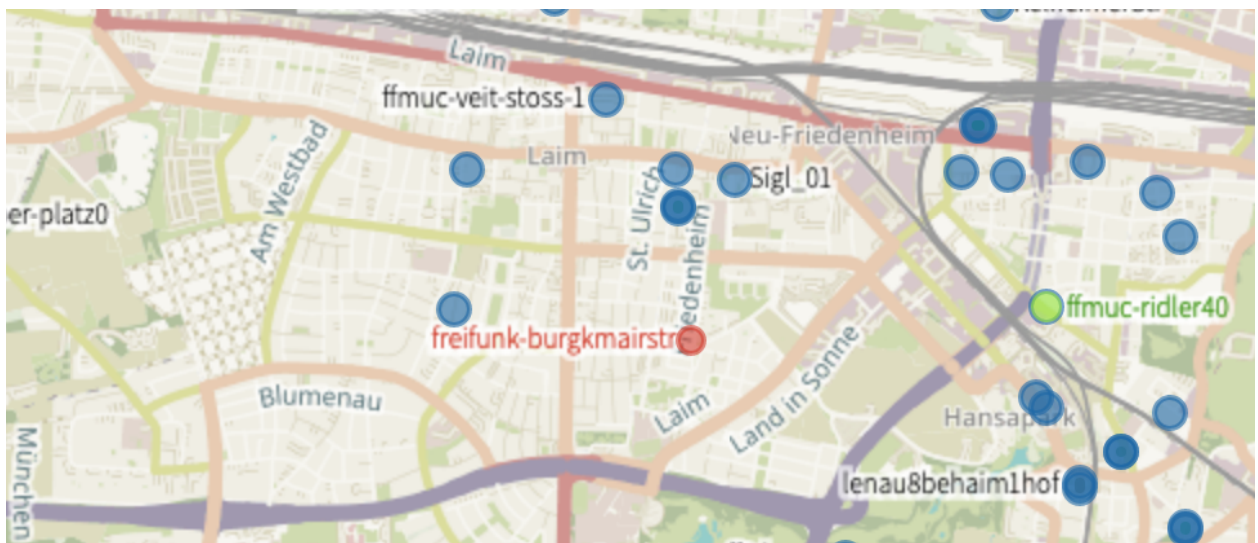 Laim
ffmuc-veit-stoss-1
Neu-Friedenheim
Laim
Am Westbad
St. Ulrich
Sigl_01
er-platz0
edenheim
ffmuc-ridler40
freifunk-burgkmairstr
Blumenau
Laim
Land in Sonne
Hansapark
München
lenau8behaim1hof